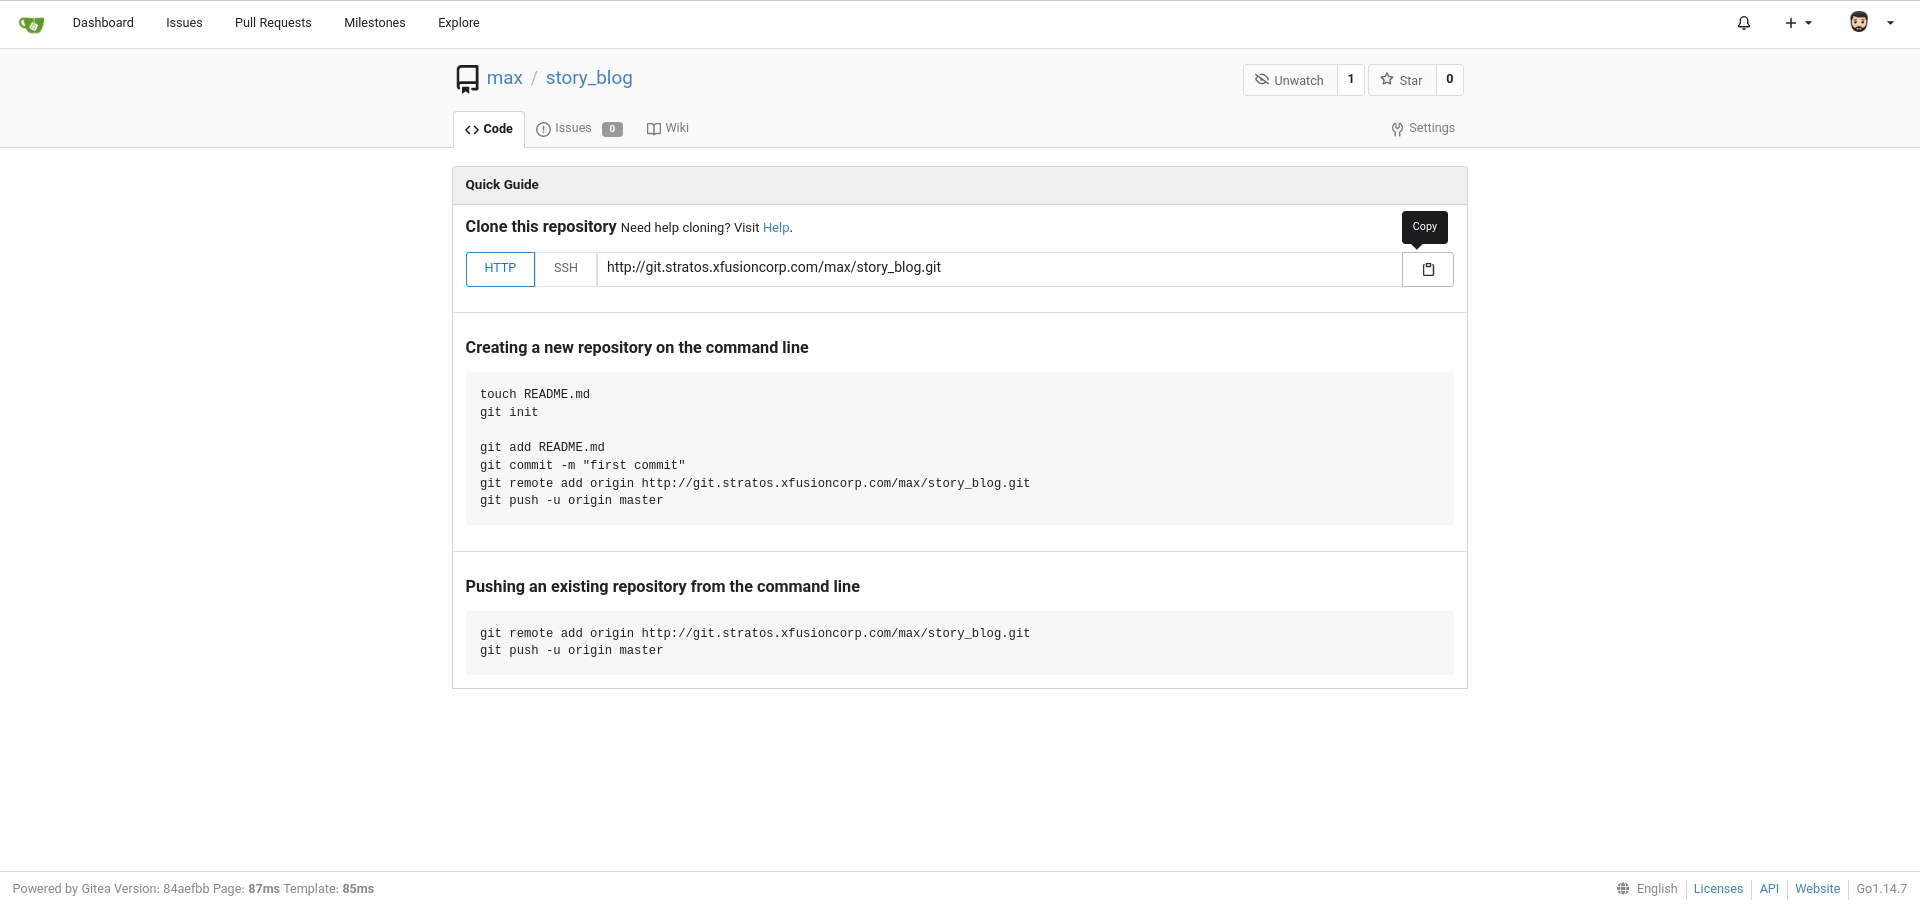 Dashboard Issues Pull Requests Milestones Explore
max / story_blog
Unwatch 1 Star 0
Code Issues 0 Wiki Settings
Quick Guide
Clone this repository Need help cloning? Visit Help.
Copy
HTTP SSH http://git.stratos.xfusioncorp.com/max/story_blog.git
Creating a new repository on the command line
touch README.md
git init
git add README.md
git commit -m "first commit"
git remote add origin http://git.stratos.xfusioncorp.com/max/story_blog.git
git push -u origin master
Pushing an existing repository from the command line
git remote add origin http://git.stratos.xfusioncorp.com/max/story_blog.git
git push -u origin master
Powered by Gitea Version: 84aefbb Page: 87ms Template: 85ms
English Licenses API Website Go1.14.7